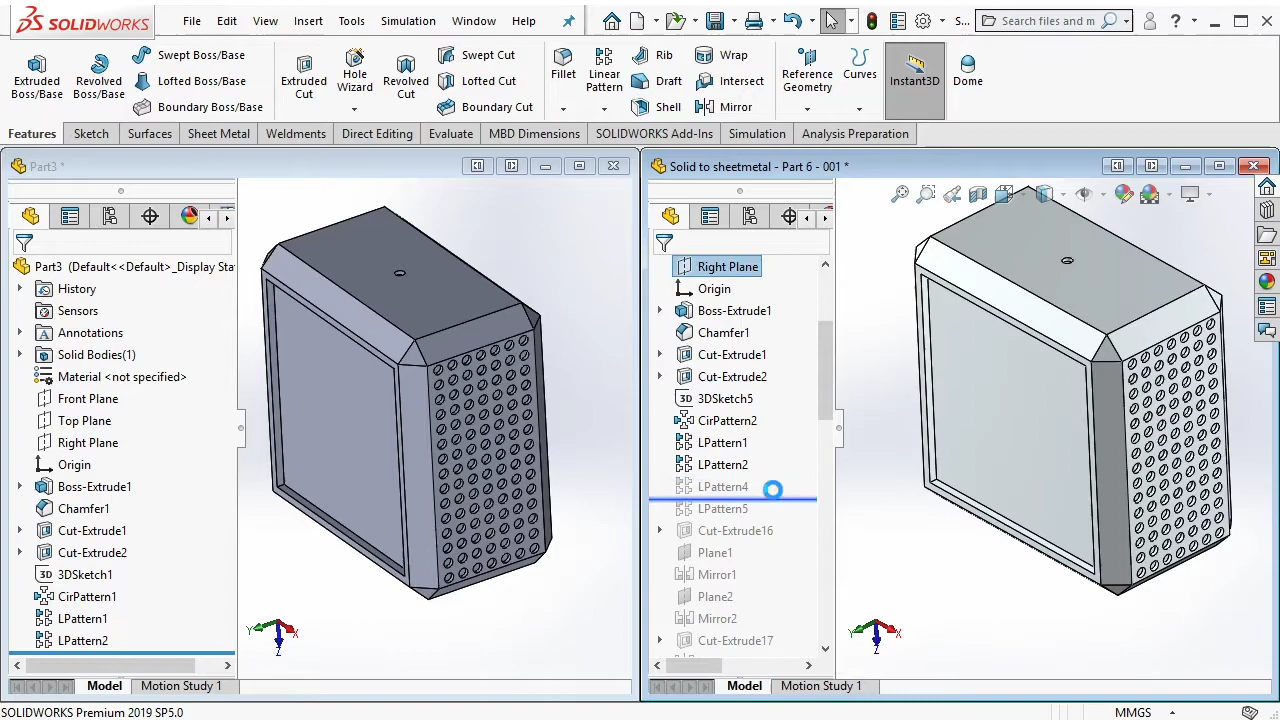 SOLIDWORKS File Edit View Insert Tools Simulation Window Help S... Search files and m ?
Extruded Boss/Base
Revolved Boss/Base
Swept Boss/Base
Lofted Boss/Base
Boundary Boss/Base
Extruded Cut
Hole Wizard
Revolved Cut
Swept Cut
Lofted Cut
Boundary Cut
Fillet
Linear Pattern
Rib
Draft
Shell
Wrap
Intersect
Mirror
Reference Geometry
Curves
Instant3D
Dome
Features Sketch Surfaces Sheet Metal Weldments Direct Editing Evaluate MBD Dimensions SOLIDWORKS Add-Ins Simulation Analysis Preparation
Part3 *
Part3 (Default<<Default>_Display Sta
History
Sensors
Annotations
Solid Bodies(1)
Material <not specified>
Front Plane
Top Plane
Right Plane
Origin
Boss-Extrude1
Chamfer1
Cut-Extrude1
Cut-Extrude2
3D 3DSketch1
CirPattern1
LPattern1
LPattern2
Y X
Z
Model Motion Study 1
Solid to sheetmetal - Part 6 - 001 *
Right Plane
Origin
Boss-Extrude1
Chamfer1
Cut-Extrude1
Cut-Extrude2
3D 3DSketch5
CirPattern2
LPattern1
LPattern2
LPattern4
LPattern5
Cut-Extrude16
Plane1
Mirror1
Plane2
Mirror2
Cut-Extrude17
Y X
Z
Model Motion Study 1
SOLIDWORKS Premium 2019 SP5.0 MMGS